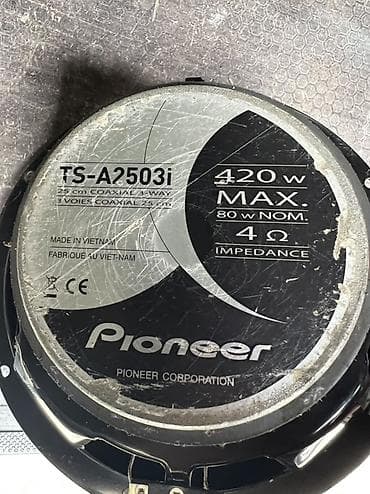 TS-A2503i
25 cm COAXIAL 3-WAY
3 VOIES COAXIAL 25 cm
420 W
MAX.
80 W NOM.
4 Ω
IMPEDANCE
MADE IN VIETNAM
FABRIQUÉ AU VIET-NAM
CE
Pioneer
PIONEER CORPORATION